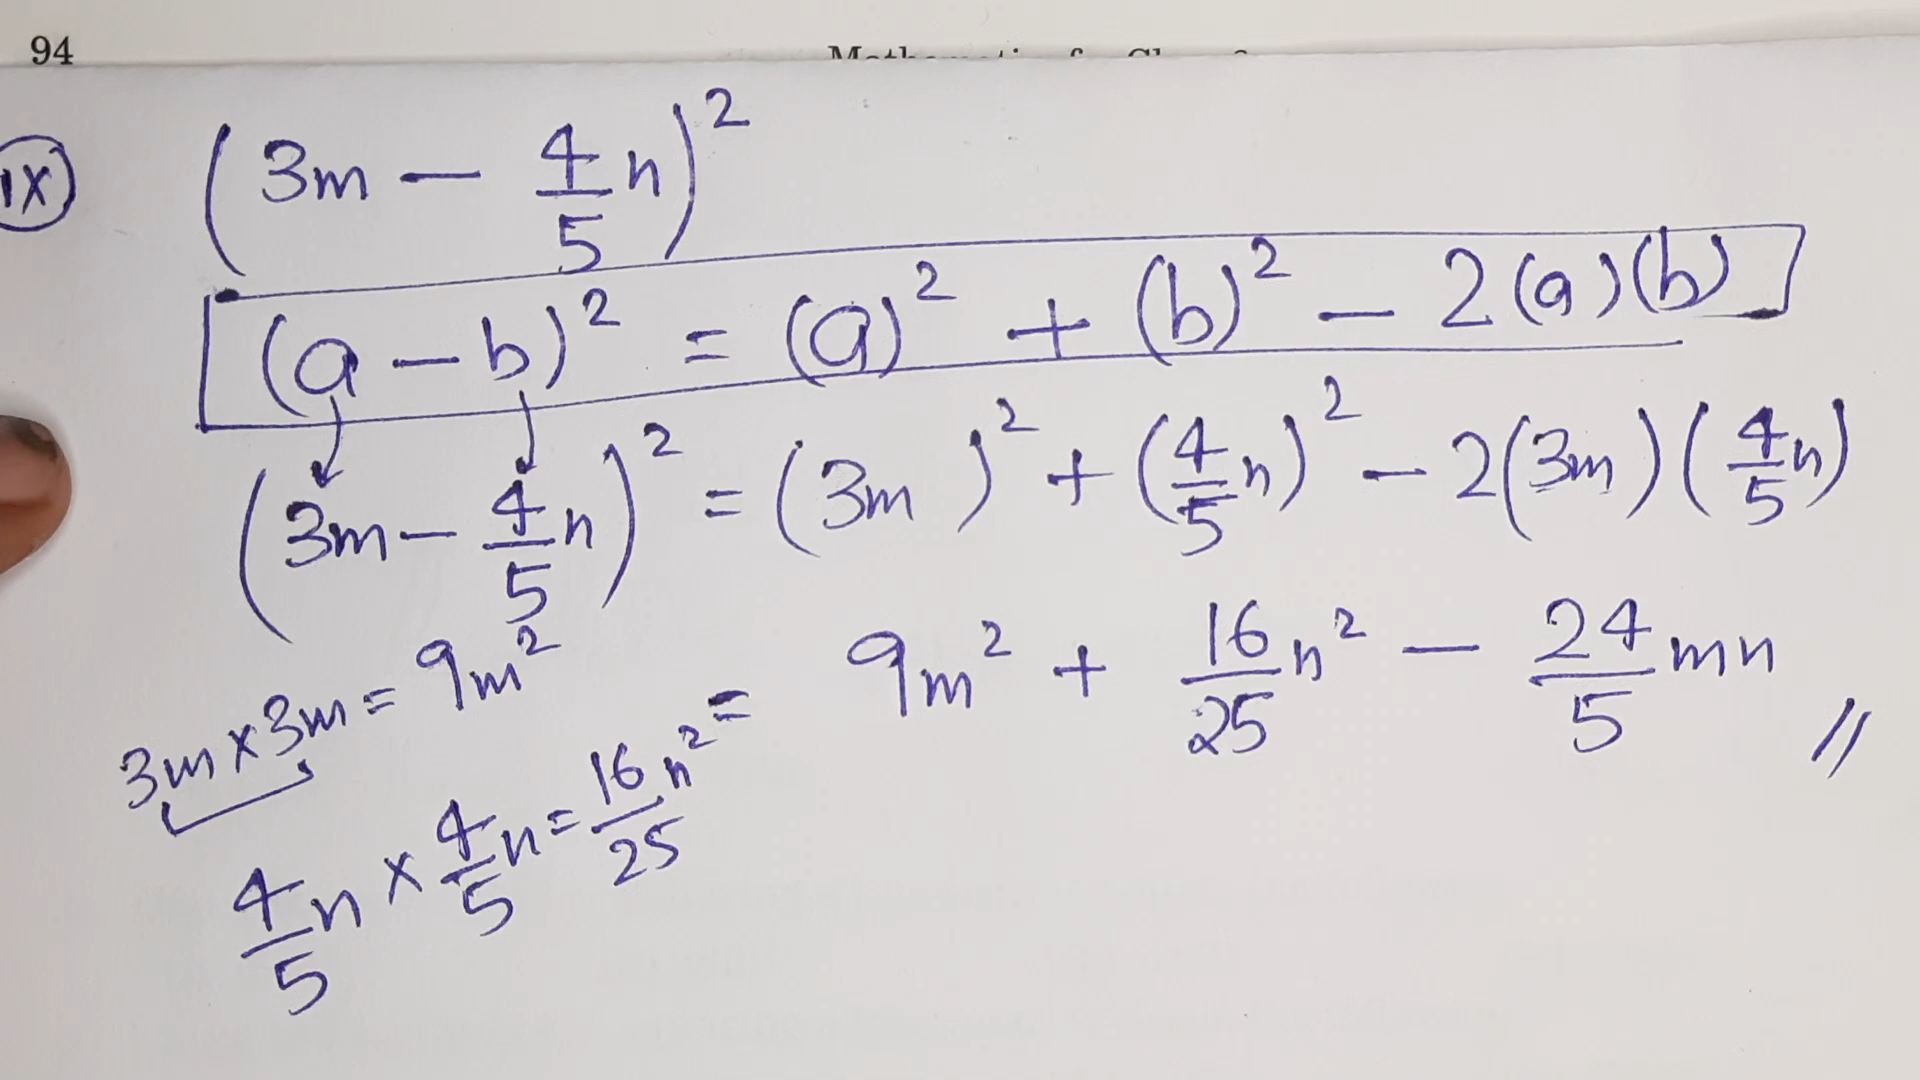 94
(ix) (3m - 4/5 n)²
(a - b)² = (a)² + (b)² - 2(a)(b)
(3m - 4/5 n)² = (3m)² + (4/5 n)² - 2(3m)(4/5 n)
= 9m² + 16/25 n² - 24/5 mn //
3m × 3m = 9m²
4/5 n × 4/5 n = 16/25 n²